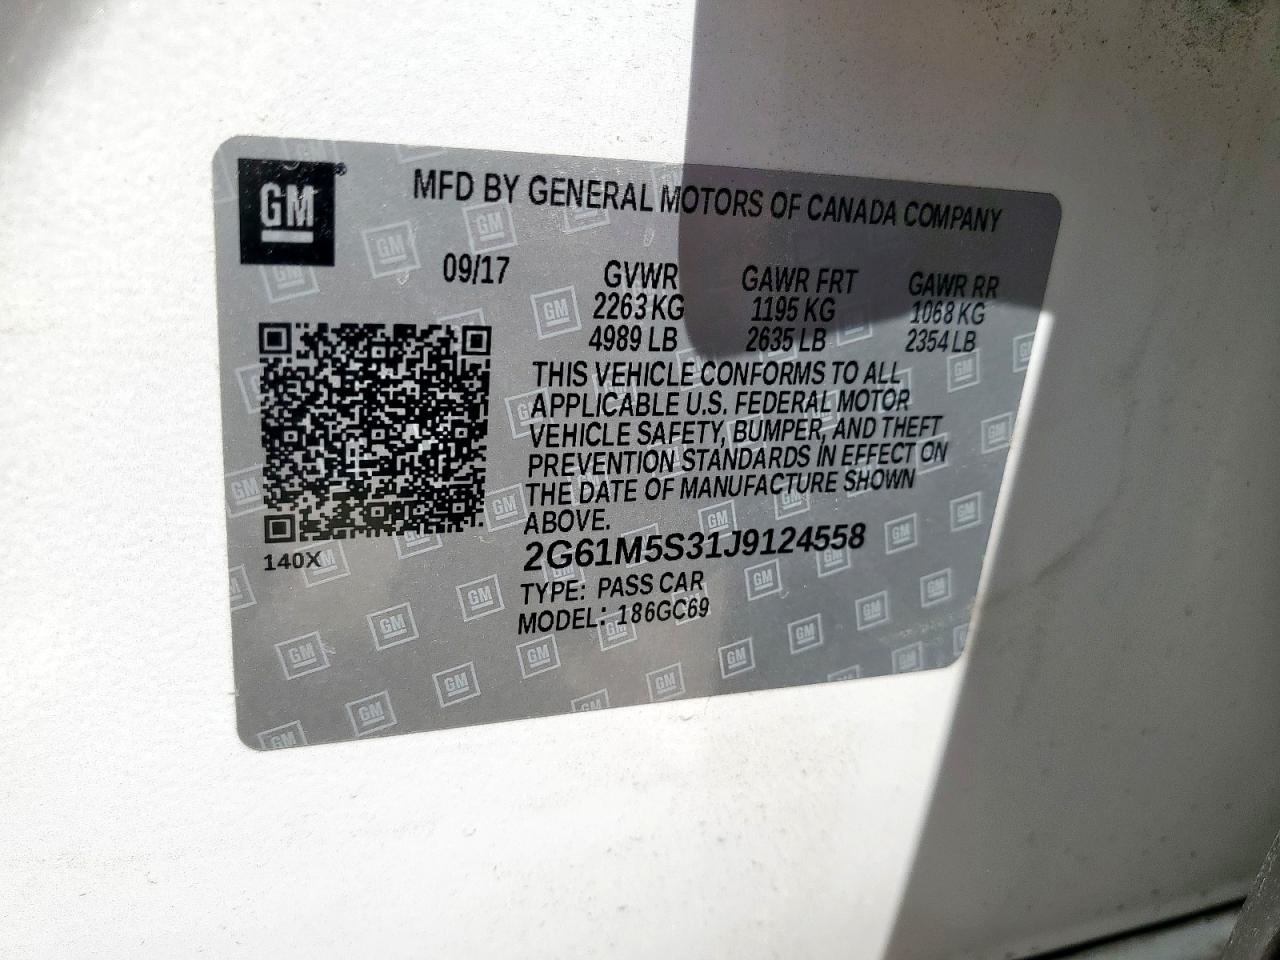 GM
MFD BY GENERAL MOTORS OF CANADA COMPANY
09/17
GVWR GAWR FRT GAWR RR
2263 KG 1195 KG 1068 KG
4989 LB 2635 LB 2354 LB
THIS VEHICLE CONFORMS TO ALL
APPLICABLE U.S. FEDERAL MOTOR
VEHICLE SAFETY, BUMPER, AND THEFT
PREVENTION STANDARDS IN EFFECT ON
THE DATE OF MANUFACTURE SHOWN
ABOVE.
140X
2G61M5S31J9124558
TYPE: PASS CAR
MODEL: 186GC69